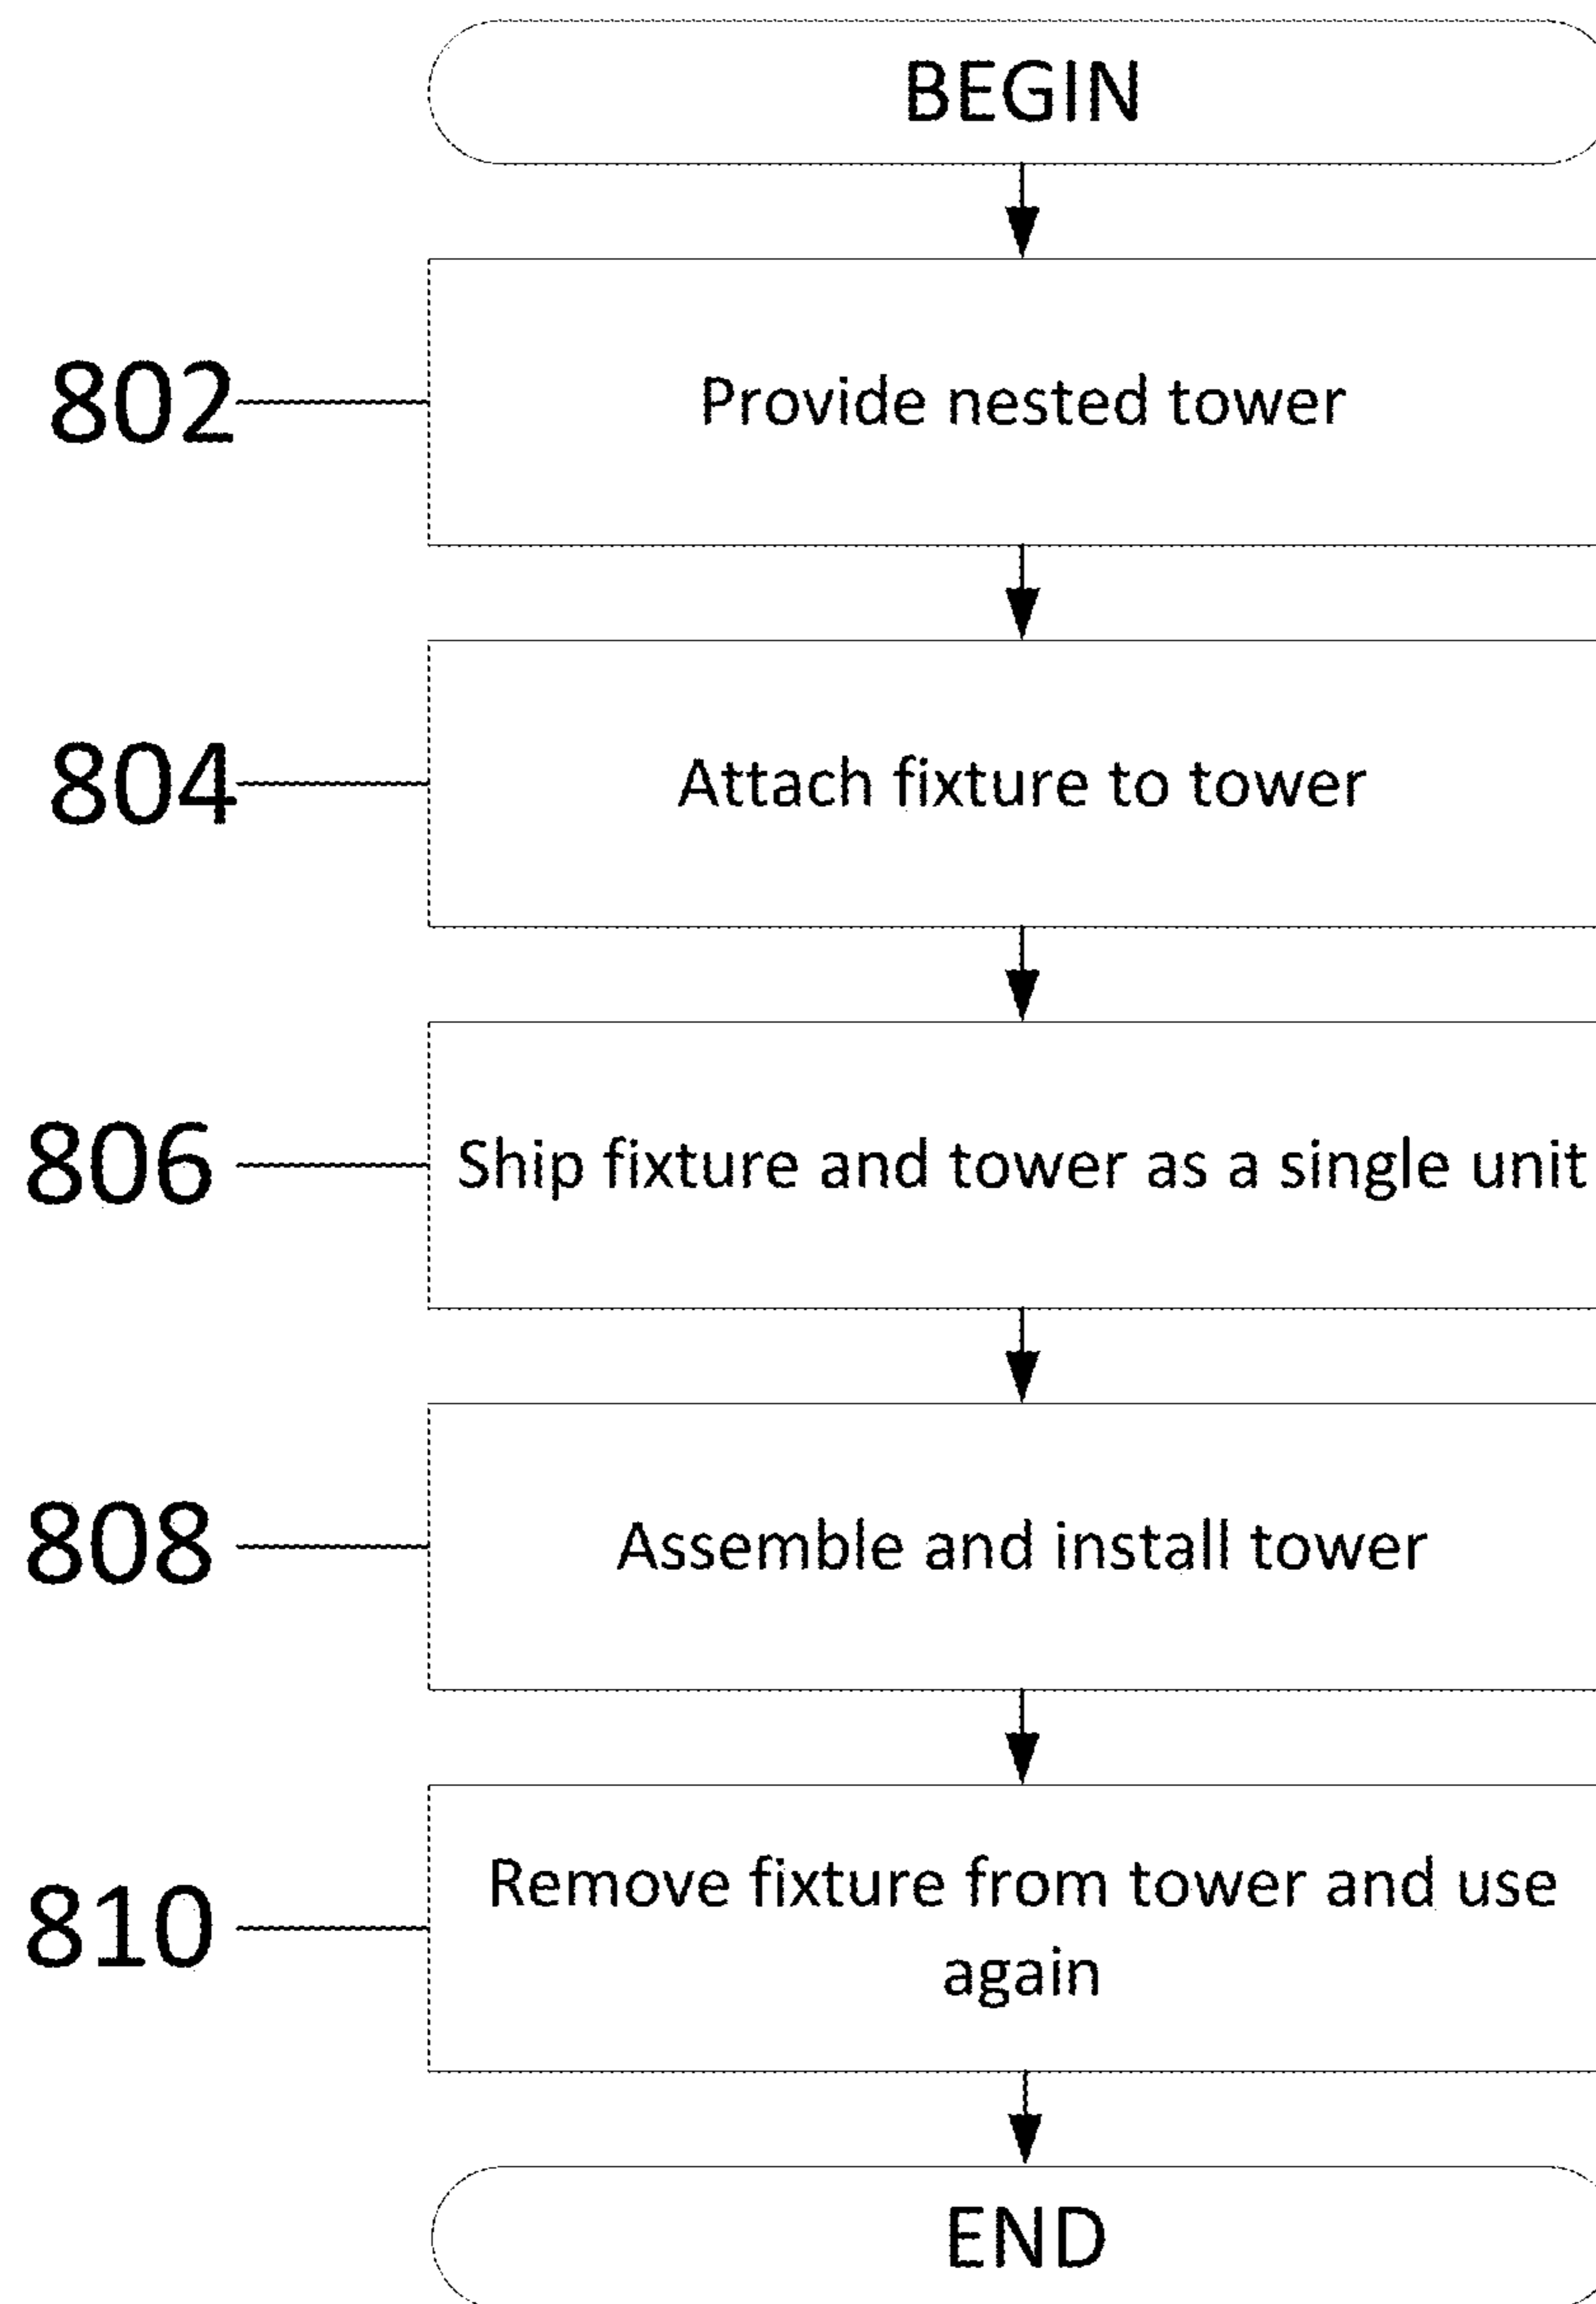 BEGIN
802
Provide nested tower
804
Attach fixture to tower
806
Ship fixture and tower as a single unit
808
Assemble and install tower
810
Remove fixture from tower and use
again
END